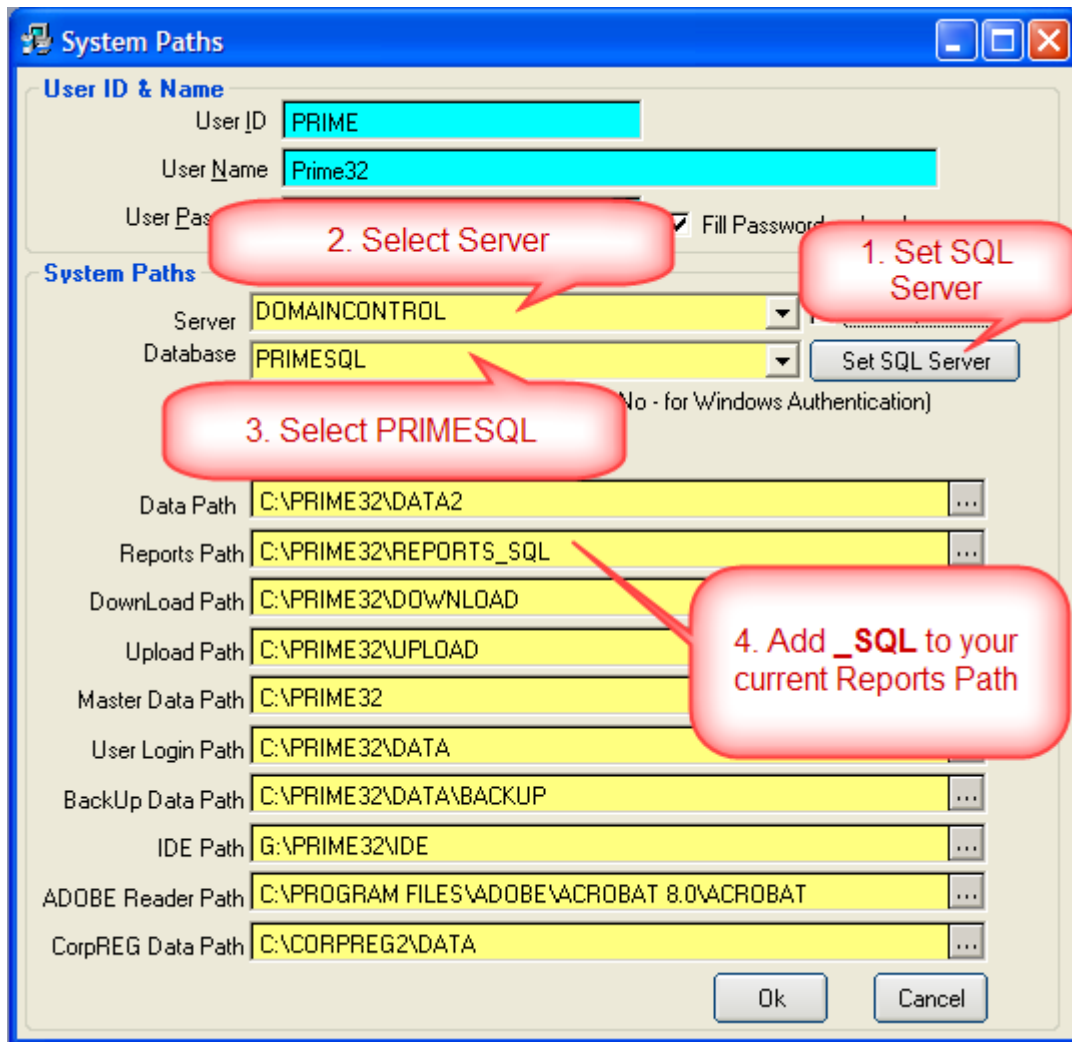 System Paths
User ID & Name
User ID PRIME
User Name Prime32
User Pas
Fill Password
2. Select Server
1. Set SQL
Server
System Paths
Server DOMAINCONTROL
Database PRIMESQL
Set SQL Server
No - for Windows Authentication)
3. Select PRIMESQL
Data Path C:\PRIME32\DATA2 ...
Reports Path C:\PRIME32\REPORTS_SQL ...
DownLoad Path C:\PRIME32\DOWNLOAD
Upload Path C:\PRIME32\UPLOAD
4. Add _SQL to your
current Reports Path
Master Data Path C:\PRIME32
User Login Path C:\PRIME32\DATA
BackUp Data Path C:\PRIME32\DATA\BACKUP ...
IDE Path G:\PRIME32\IDE ...
ADOBE Reader Path C:\PROGRAM FILES\ADOBE\ACROBAT 8.0\ACROBAT ...
CorpREG Data Path C:\CORPREG2\DATA ...
Ok Cancel